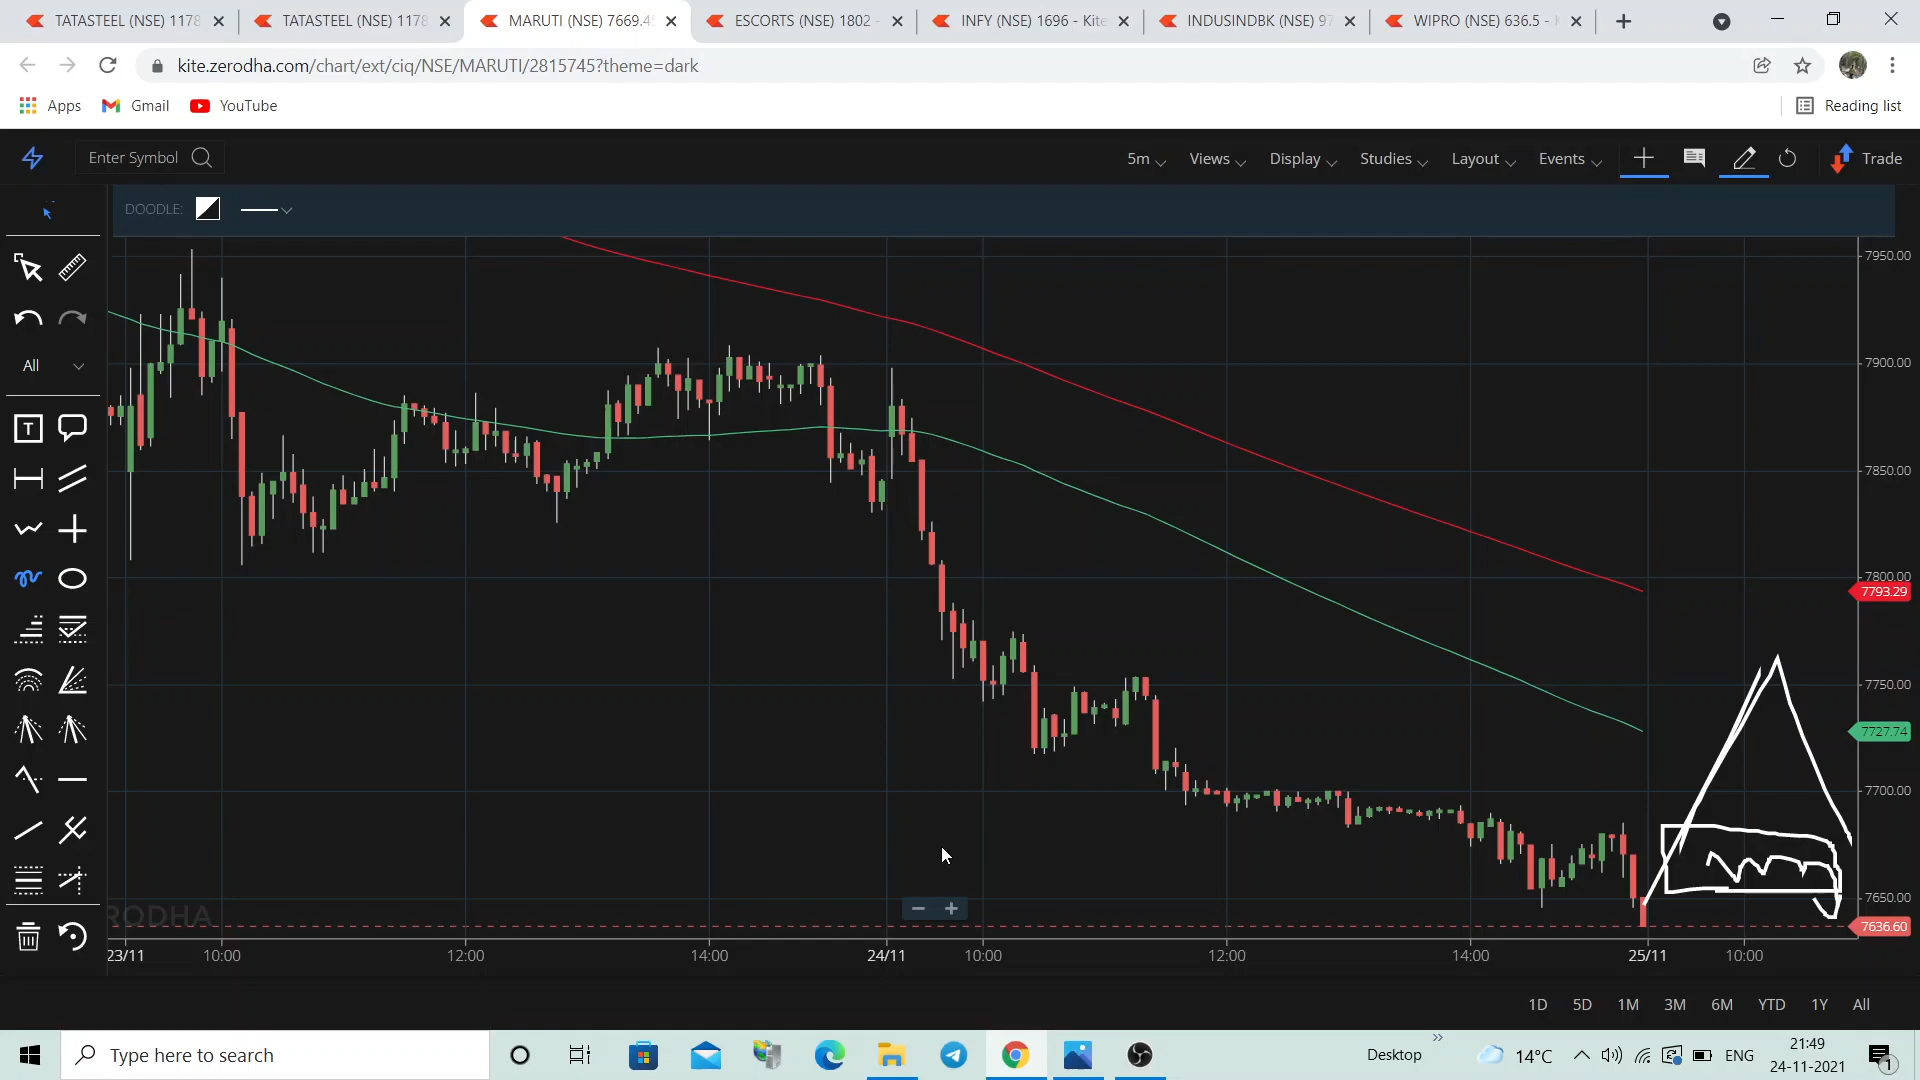 TATASTEEL (NSE) 1178
TATASTEEL (NSE) 1178
MARUTI (NSE) 7669.45
ESCORTS (NSE) 1802 -
INFY (NSE) 1696 - Kite
INDUSINDBK (NSE) 97
WIPRO (NSE) 636.5 -
kite.zerodha.com/chart/ext/ciq/NSE/MARUTI/2815745?theme=dark
Apps Gmail YouTube Reading list
Enter Symbol 5m Views Display Studies Layout Events Trade
DOODLE:
All
T
7950.00
7900.00
7850.00
7800.00
7793.29
7750.00
7727.74
7700.00
7650.00
7636.60
RODHA
23/11 10:00 12:00 14:00 24/11 10:00 12:00 14:00 25/11 10:00
1D 5D 1M 3M 6M YTD 1Y All
Type here to search Desktop 14°C ENG 21:49
24-11-2021 1